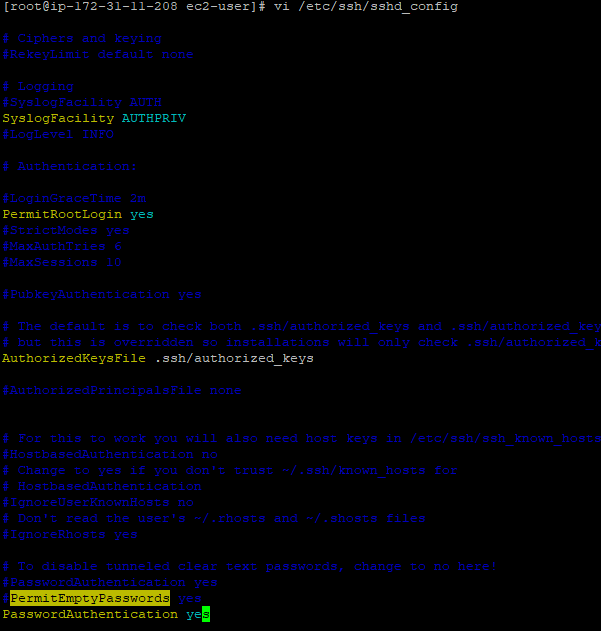 [root@ip-172-31-11-208 ec2-user]# vi /etc/ssh/sshd_config
# Ciphers and keying
#RekeyLimit default none
# Logging
#SyslogFacility AUTH
SyslogFacility AUTHPRIV
#LogLevel INFO
# Authentication:
#LoginGraceTime 2m
PermitRootLogin yes
#StrictModes yes
#MaxAuthTries 6
#MaxSessions 10
#PubkeyAuthentication yes
# The default is to check both .ssh/authorized_keys and .ssh/authorized_key
# but this is overridden so installations will only check .ssh/authorized_k
AuthorizedKeysFile .ssh/authorized_keys
#AuthorizedPrincipalsFile none
# For this to work you will also need host keys in /etc/ssh/ssh_known_hosts
#HostbasedAuthentication no
# Change to yes if you don't trust ~/.ssh/known_hosts for
# HostbasedAuthentication
#IgnoreUserKnownHosts no
# Don't read the user's ~/.rhosts and ~/.shosts files
#IgnoreRhosts yes
# To disable tunneled clear text passwords, change to no here!
#PasswordAuthentication yes
#PermitEmptyPasswords yes
PasswordAuthentication yes